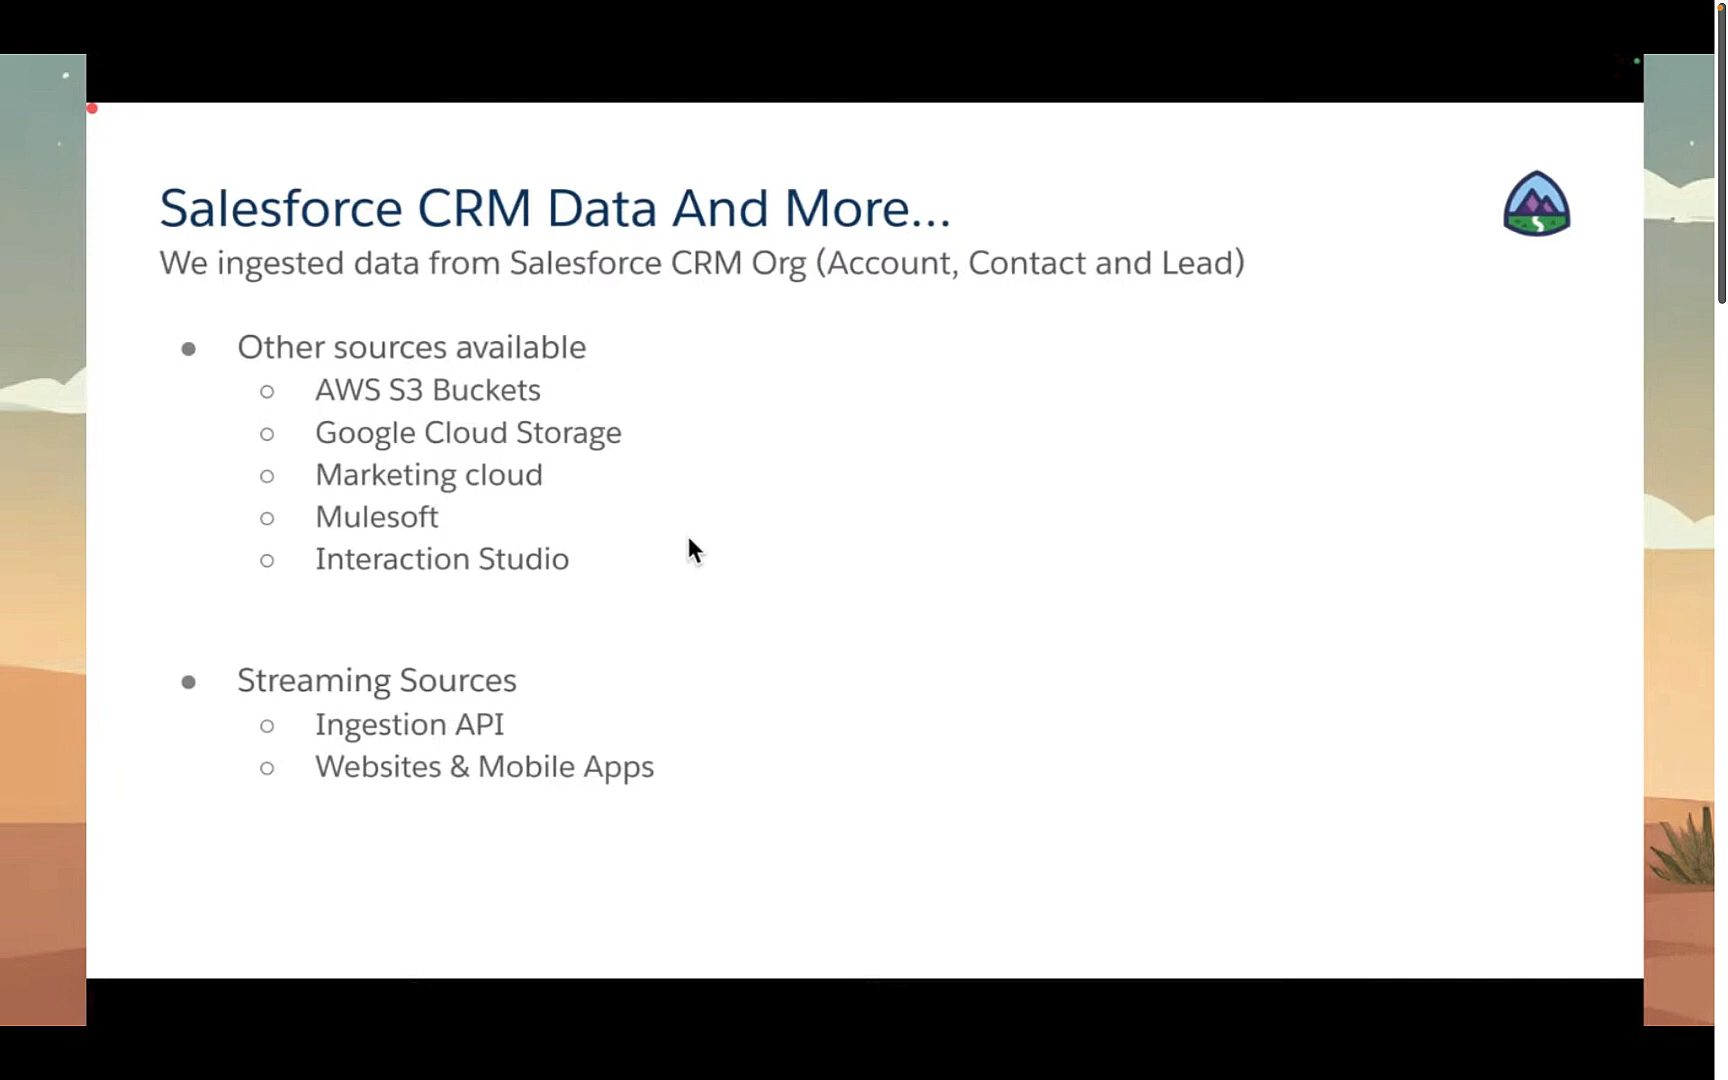 Salesforce CRM Data And More...
We ingested data from Salesforce CRM Org (Account, Contact and Lead)
● Other sources available
○ AWS S3 Buckets
○ Google Cloud Storage
○ Marketing cloud
○ Mulesoft
○ Interaction Studio
● Streaming Sources
○ Ingestion API
○ Websites & Mobile Apps